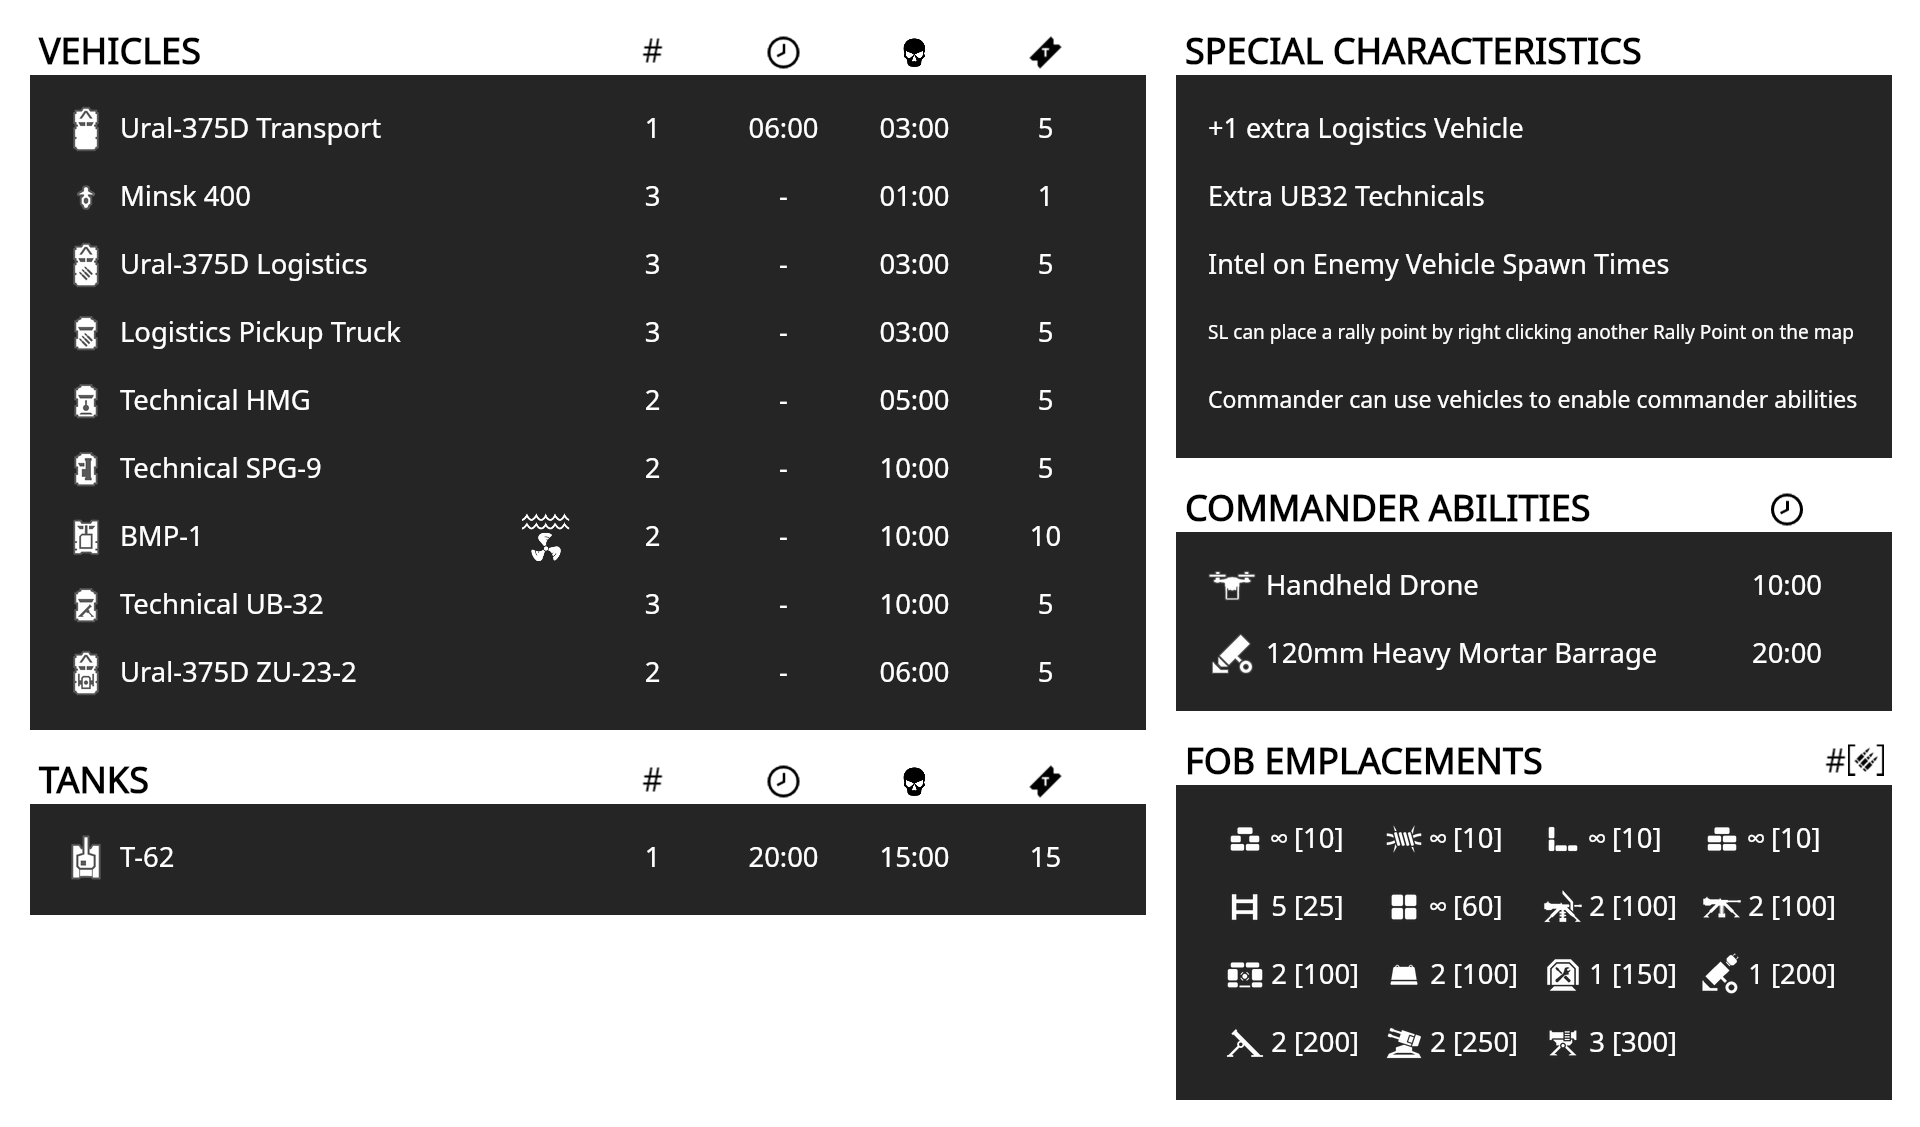 VEHICLES #
Ural-375D Transport 1 06:00 03:00 5
Minsk 400 3 - 01:00 1
Ural-375D Logistics 3 - 03:00 5
Logistics Pickup Truck 3 - 03:00 5
Technical HMG 2 - 05:00 5
Technical SPG-9 2 - 10:00 5
BMP-1 2 - 10:00 10
Technical UB-32 3 - 10:00 5
Ural-375D ZU-23-2 2 - 06:00 5
TANKS #
T-62 1 20:00 15:00 15
SPECIAL CHARACTERISTICS
+1 extra Logistics Vehicle
Extra UB32 Technicals
Intel on Enemy Vehicle Spawn Times
SL can place a rally point by right clicking another Rally Point on the map
Commander can use vehicles to enable commander abilities
COMMANDER ABILITIES
Handheld Drone 10:00
120mm Heavy Mortar Barrage 20:00
FOB EMPLACEMENTS #[]
∞ [10] ∞ [10] ∞ [10] ∞ [10]
5 [25] ∞ [60] 2 [100] 2 [100]
2 [100] 2 [100] 1 [150] 1 [200]
2 [200] 2 [250] 3 [300]